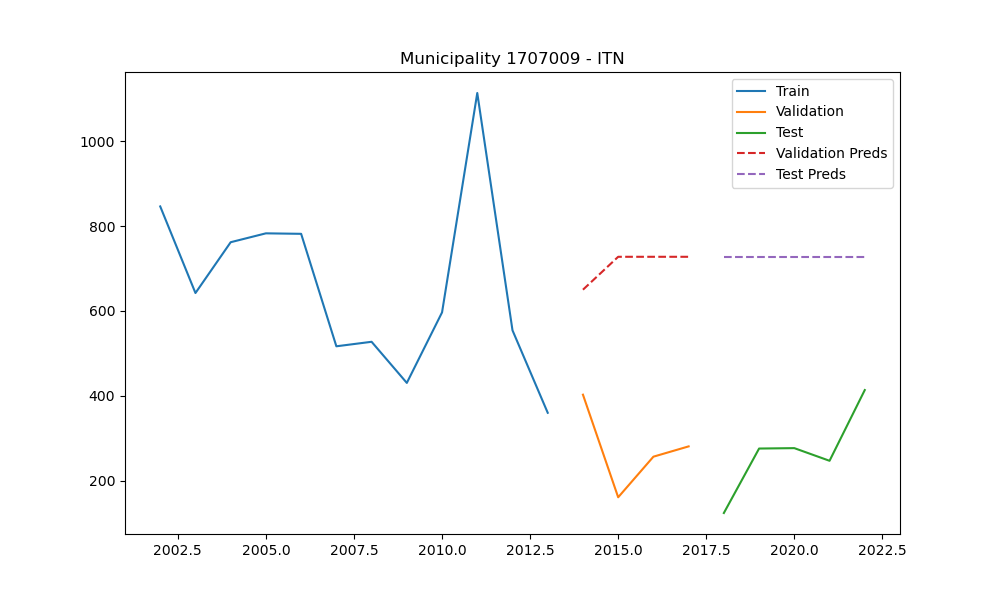 Municipality 1707009 - ITN
Train
Validation
Test
Validation Preds
Test Preds
1000
800
600
400
200
2002.5 2005.0 2007.5 2010.0 2012.5 2015.0 2017.5 2020.0 2022.5